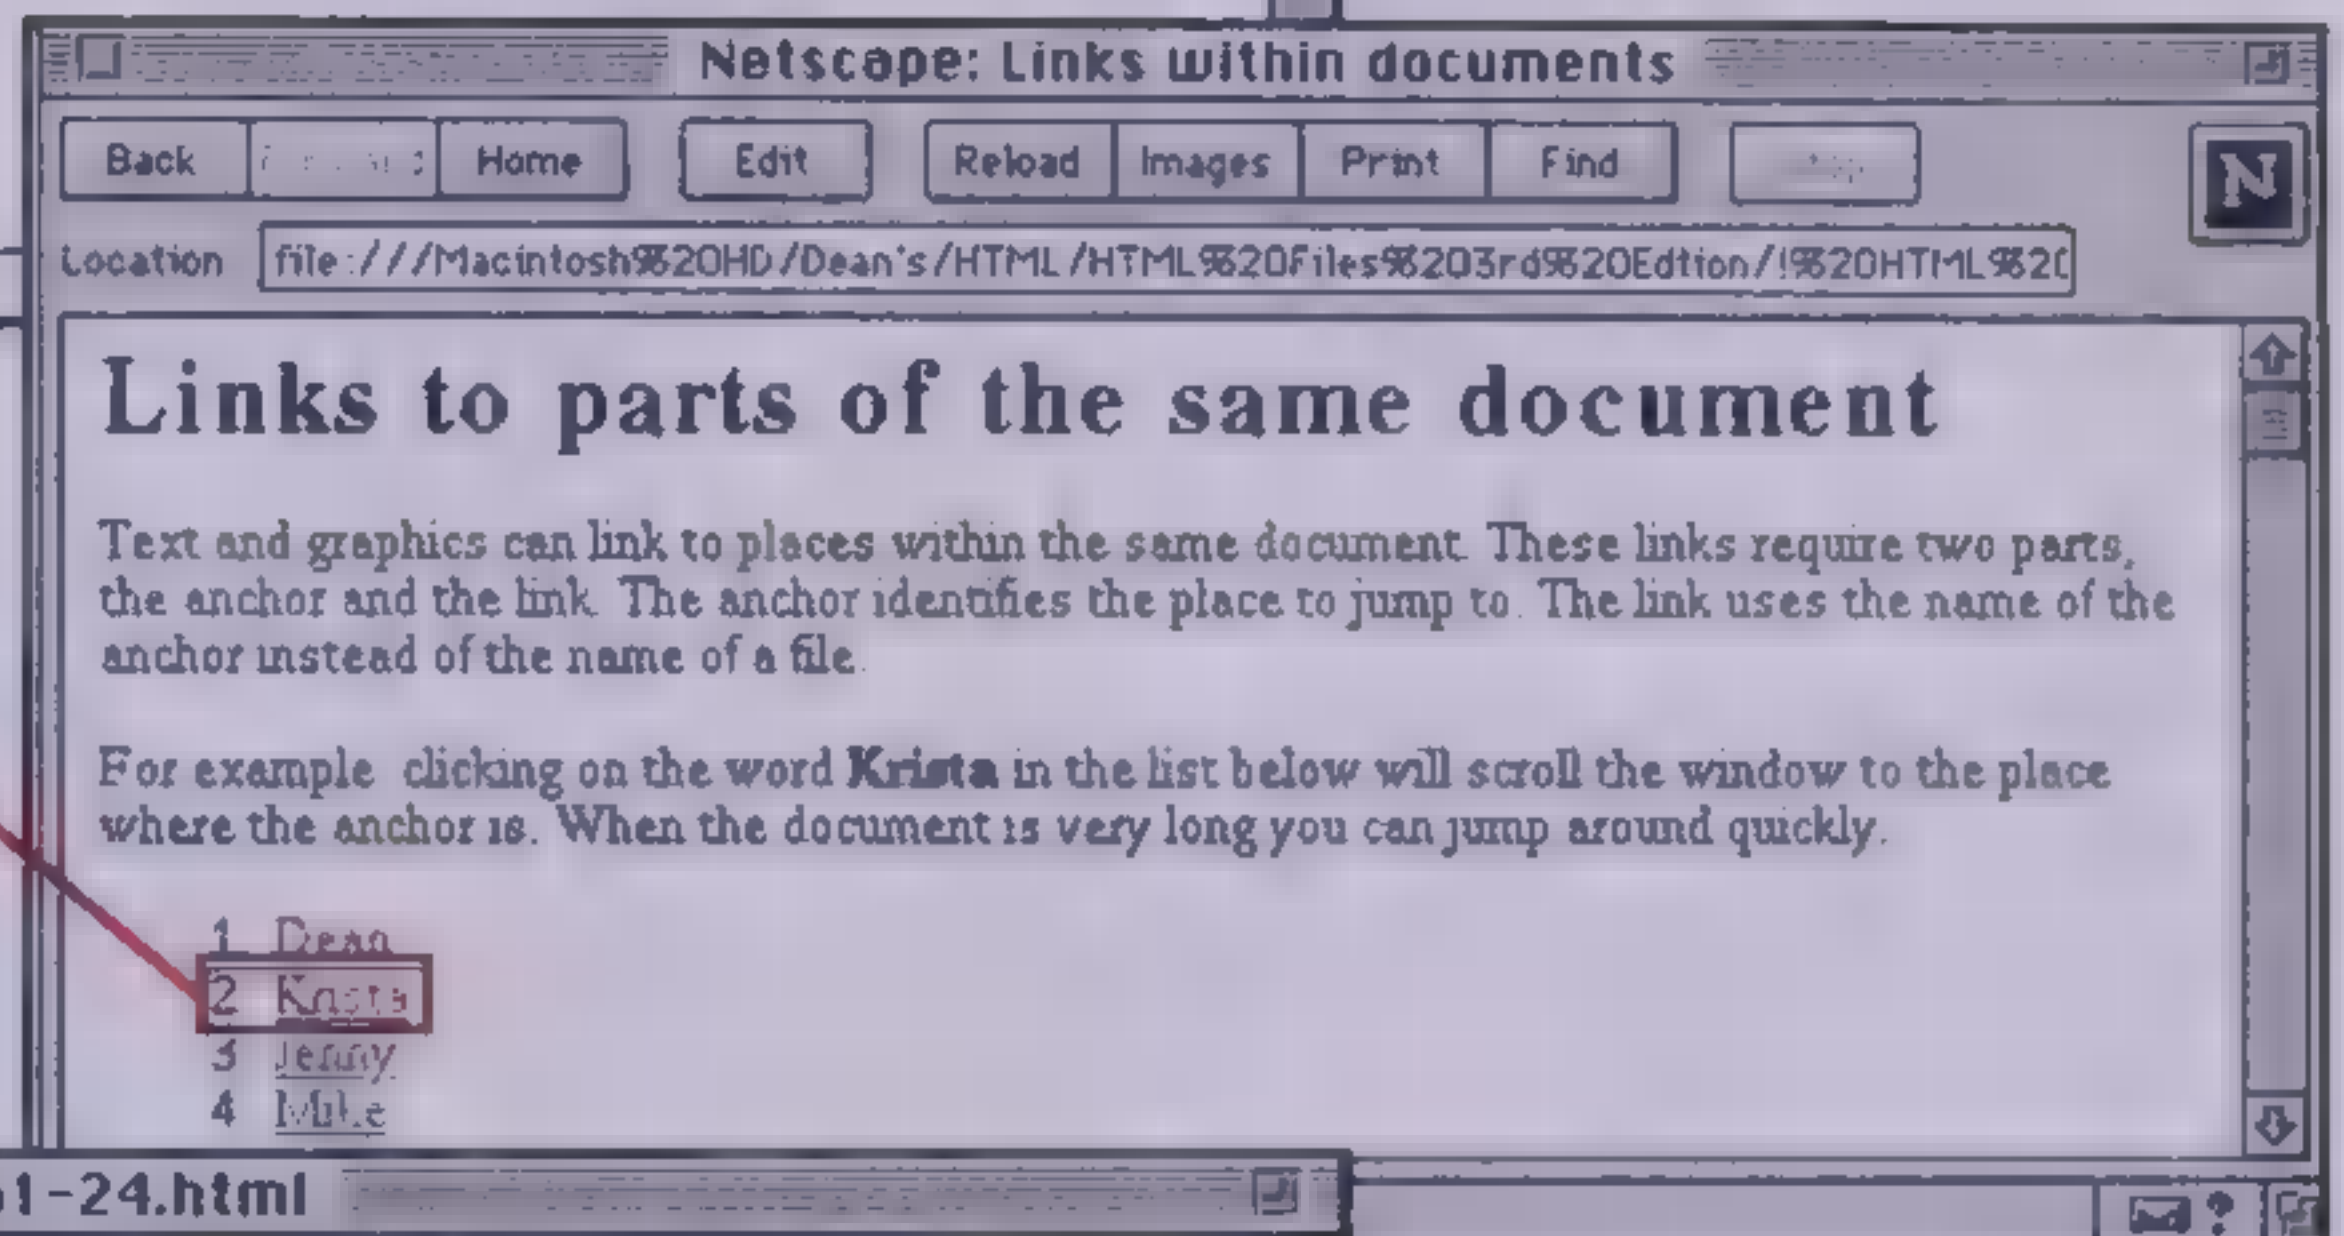 Netscape: Links within documents
Back Home Edit Reload Images Print Find
N
Location file:///Macintosh%20HD/Dean's/HTML/HTML%20Files%203rd%20Edtion/!%20HTML%20
Links to parts of the same document
Text and graphics can link to places within the same document. These links require two parts,
the anchor and the link. The anchor identifies the place to jump to. The link uses the name of the
anchor instead of the name of a file.
For example clicking on the word Krista in the list below will scroll the window to the place
where the anchor is. When the document is very long you can jump around quickly.
1 Dean
2 Krista
3 Jenny
4 Mike
1-24.html
?